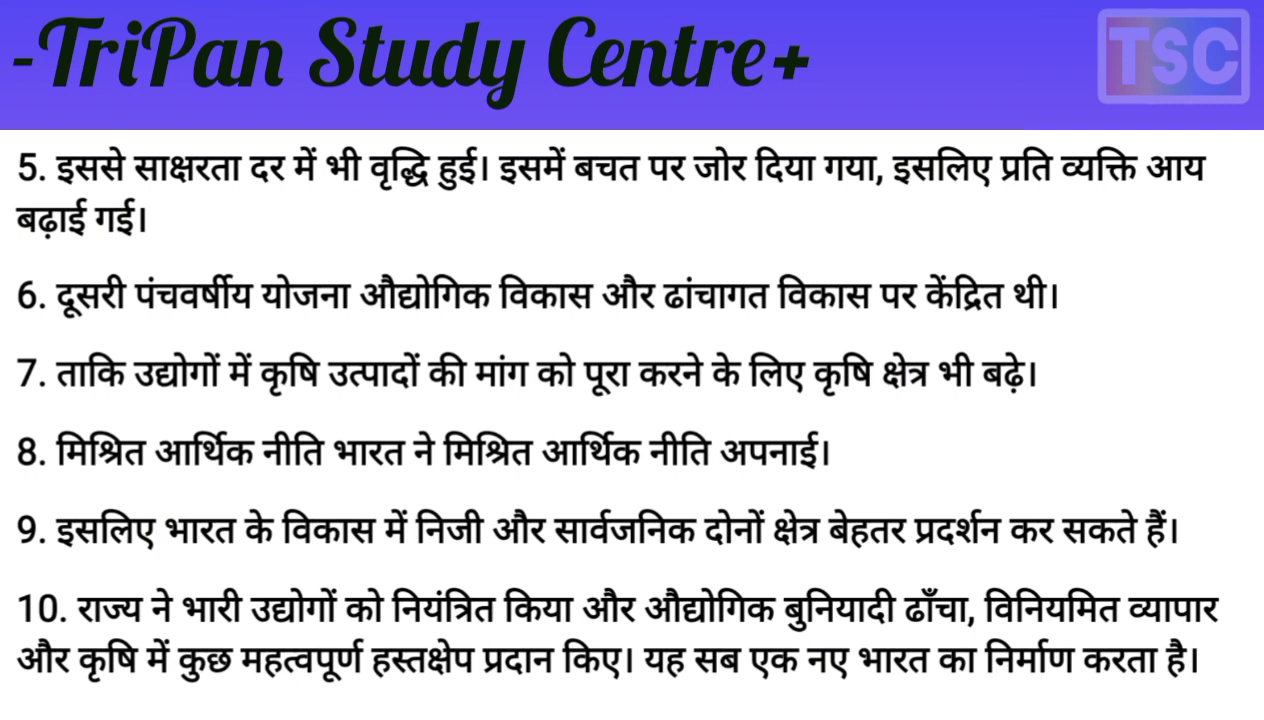 -TriPan Study Centre+
TSC
5. इससे साक्षरता दर में भी वृद्धि हुई। इसमें बचत पर जोर दिया गया, इसलिए प्रति व्यक्ति आय
बढ़ाई गई।
6. दूसरी पंचवर्षीय योजना औद्योगिक विकास और ढांचागत विकास पर केंद्रित थी।
7. ताकि उद्योगों में कृषि उत्पादों की मांग को पूरा करने के लिए कृषि क्षेत्र भी बढ़े।
8. मिश्रित आर्थिक नीति भारत ने मिश्रित आर्थिक नीति अपनाई।
9. इसलिए भारत के विकास में निजी और सार्वजनिक दोनों क्षेत्र बेहतर प्रदर्शन कर सकते हैं।
10. राज्य ने भारी उद्योगों को नियंत्रित किया और औद्योगिक बुनियादी ढाँचा, विनियमित व्यापार
और कृषि में कुछ महत्वपूर्ण हस्तक्षेप प्रदान किए। यह सब एक नए भारत का निर्माण करता है।